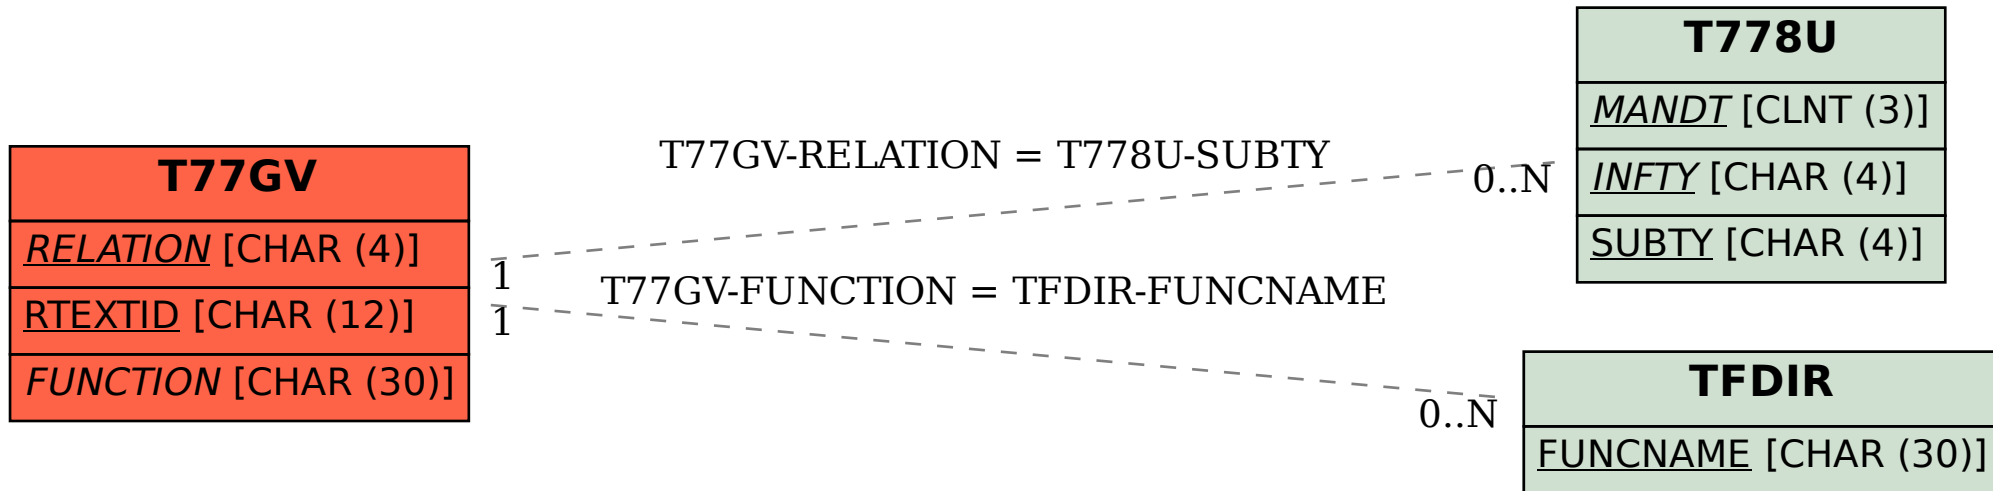 T77GV
RELATION [CHAR (4)]
RTEXTID [CHAR (12)]
FUNCTION [CHAR (30)]
T77GV-RELATION = T778U-SUBTY
1
0..N
T77GV-FUNCTION = TFDIR-FUNCNAME
1
0..N
T778U
MANDT [CLNT (3)]
INFTY [CHAR (4)]
SUBTY [CHAR (4)]
TFDIR
FUNCNAME [CHAR (30)]